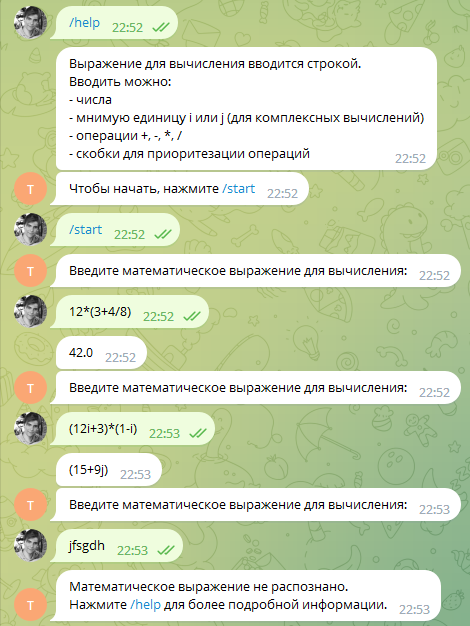 /help 22:52
Выражение для вычисления вводится строкой.
Вводить можно:
- числа
- мнимую единицу i или j (для комплексных вычислений)
- операции +, -, *, /
- скобки для приоритезации операций 22:52
T
Чтобы начать, нажмите /start 22:52
/start 22:52
T
Введите математическое выражение для вычисления: 22:52
12*(3+4/8) 22:52
42.0 22:52
T
Введите математическое выражение для вычисления: 22:52
(12i+3)*(1-i) 22:53
(15+9j) 22:53
T
Введите математическое выражение для вычисления: 22:53
jfsgdh 22:53
Математическое выражение не распознано.
T
Нажмите /help для более подробной информации. 22:53